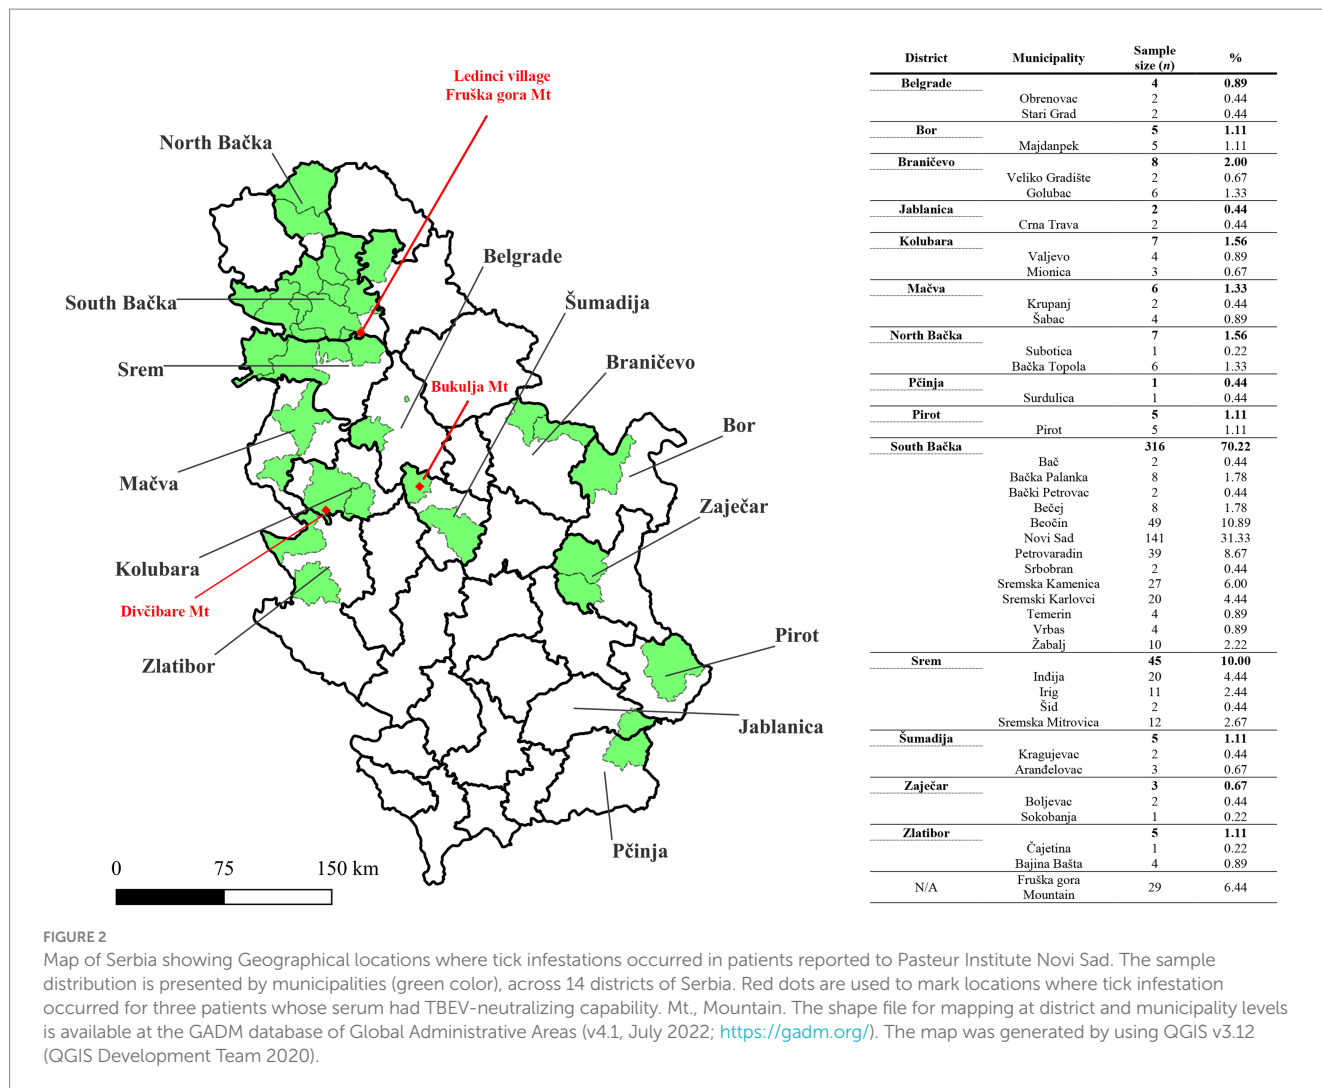 Ledinci village
Fruška gora Mt
North Bačka
Belgrade
South Bačka
Šumadija
Srem
Braničevo
Bukulja Mt
Bor
Mačva
Zaječar
Kolubara
Divčibare Mt
Zlatibor
Pirot
Jablanica
Pčinja
0 75 150 km
District Municipality Sample size (n) %
Belgrade 4 0.89
Obrenovac 2 0.44
Stari Grad 2 0.44
Bor 5 1.11
Majdanpek 5 1.11
Braničevo 8 2.00
Veliko Gradište 2 0.67
Golubac 6 1.33
Jablanica 2 0.44
Crna Trava 2 0.44
Kolubara 7 1.56
Valjevo 4 0.89
Mionica 3 0.67
Mačva 6 1.33
Krupanj 2 0.44
Šabac 4 0.89
North Bačka 7 1.56
Subotica 1 0.22
Bačka Topola 6 1.33
Pčinja 1 0.44
Surdulica 1 0.44
Pirot 5 1.11
Pirot 5 1.11
South Bačka 316 70.22
Bač 2 0.44
Bačka Palanka 8 1.78
Bački Petrovac 2 0.44
Bečej 8 1.78
Beočin 49 10.89
Novi Sad 141 31.33
Petrovaradin 39 8.67
Srbobran 2 0.44
Sremska Kamenica 27 6.00
Sremski Karlovci 20 4.44
Temerin 4 0.89
Vrbas 4 0.89
Žabalj 10 2.22
Srem 45 10.00
Inđija 20 4.44
Irig 11 2.44
Šid 2 0.44
Sremska Mitrovica 12 2.67
Šumadija 5 1.11
Kragujevac 2 0.44
Aranđelovac 3 0.67
Zaječar 3 0.67
Boljevac 2 0.44
Sokobanja 1 0.22
Zlatibor 5 1.11
Čajetina 1 0.22
Bajina Bašta 4 0.89
N/A Fruška gora Mountain 29 6.44
FIGURE 2
Map of Serbia showing Geographical locations where tick infestations occurred in patients reported to Pasteur Institute Novi Sad. The sample
distribution is presented by municipalities (green color), across 14 districts of Serbia. Red dots are used to mark locations where tick infestation
occurred for three patients whose serum had TBEV-neutralizing capability. Mt., Mountain. The shape file for mapping at district and municipality levels
is available at the GADM database of Global Administrative Areas (v4.1, July 2022; https://gadm.org/). The map was generated by using QGIS v3.12
(QGIS Development Team 2020).